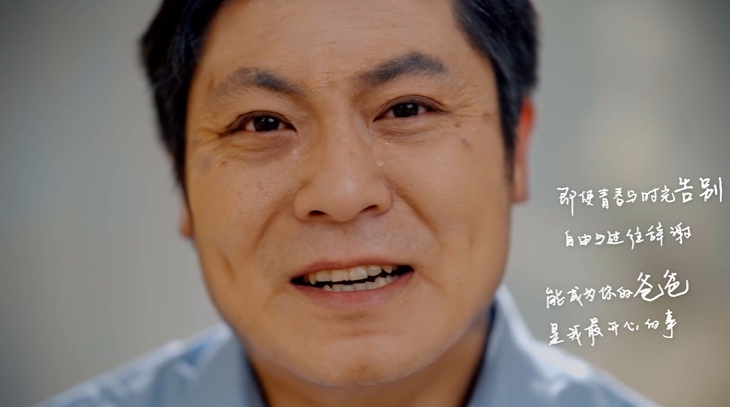 即使青春与时光告别
自由与过往辞谢
能成为你的爸爸
是我最开心的事